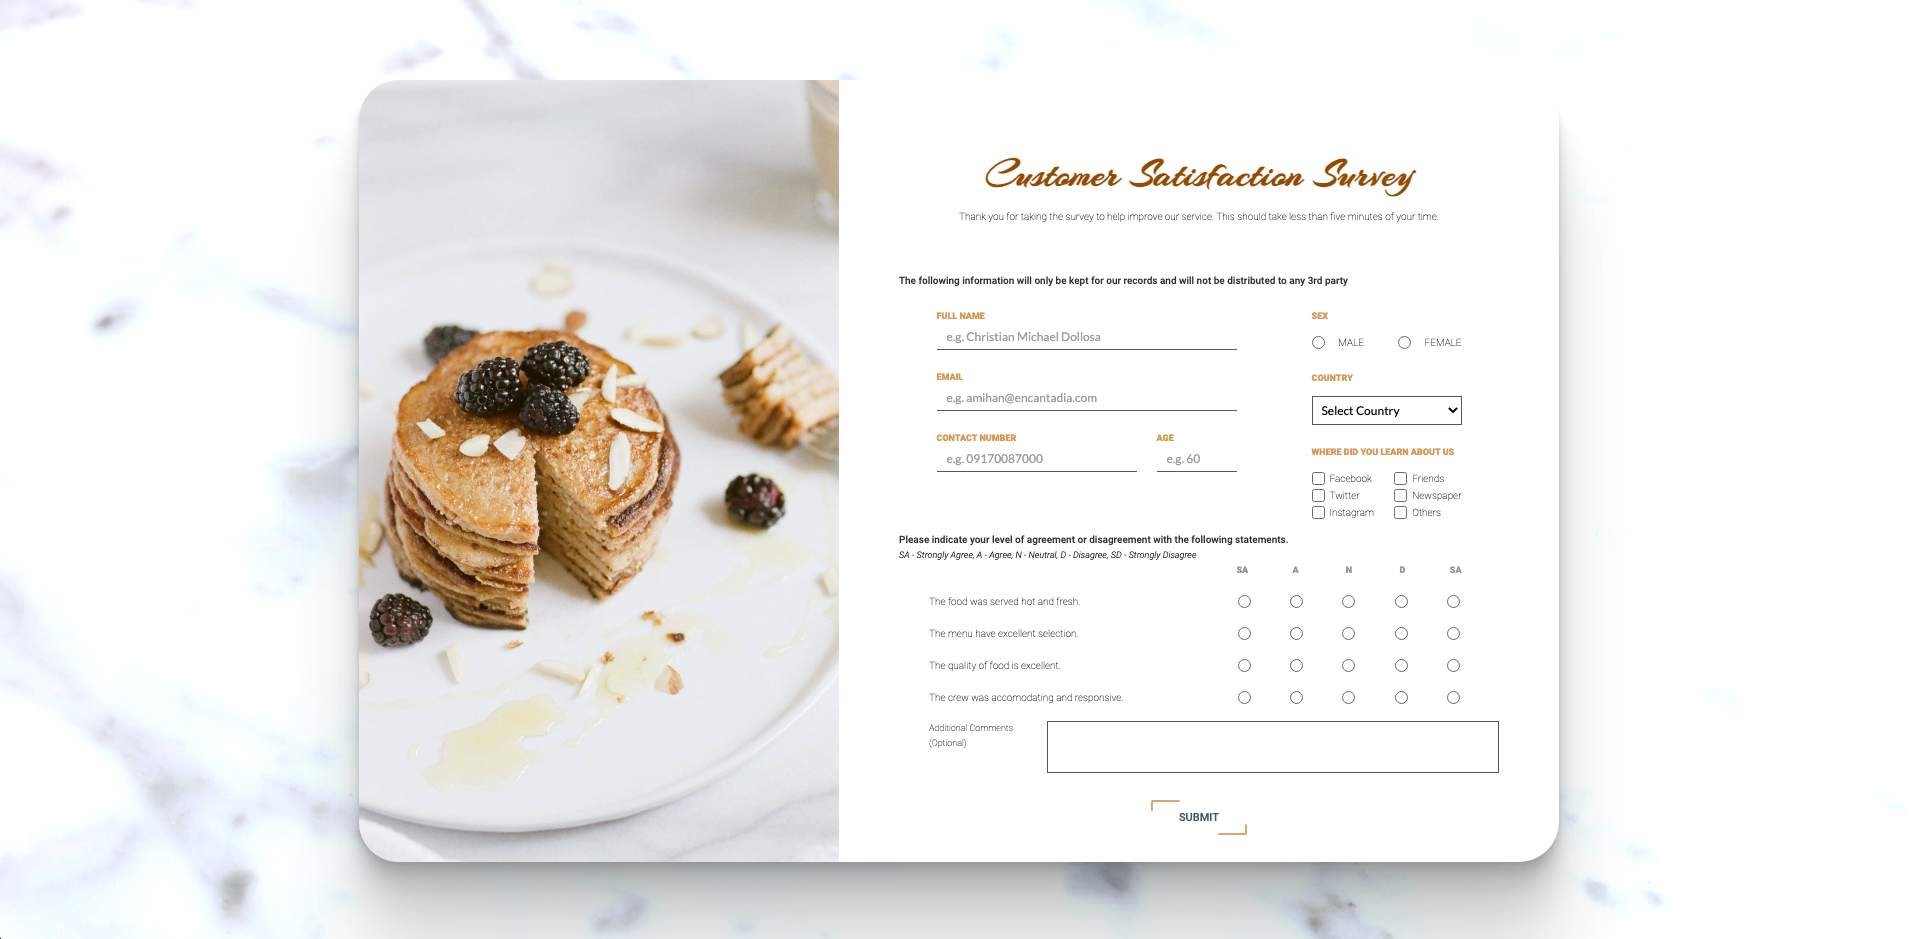 Customer Satisfaction Survey
Thank you for taking the survey to help improve our service. This should take less than five minutes of your time.
The following information will only be kept for our records and will not be distributed to any 3rd party
FULL NAME
e.g. Christian Michael Dollosa
EMAIL
e.g. amihan@encantadia.com
CONTACT NUMBER AGE
e.g. 09170087000 e.g. 60
SEX
MALE FEMALE
COUNTRY
Select Country
WHERE DID YOU LEARN ABOUT US
Facebook Friends
Twitter Newspaper
Instagram Others
Please indicate your level of agreement or disagreement with the following statements.
SA - Strongly Agree, A - Agree, N - Neutral, D - Disagree, SD - Strongly Disagree
SA A N D SA
The food was served hot and fresh.
The menu have excellent selection.
The quality of food is excellent.
The crew was accomodating and responsive.
Additional Comments
(Optional)
SUBMIT